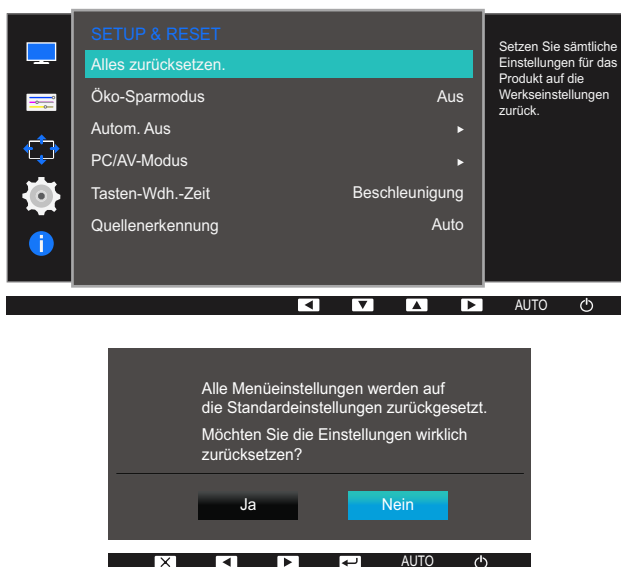 SETUP & RESET
Alles zurücksetzen.
Öko-Sparmodus Aus
Autom. Aus
PC/AV-Modus
Tasten-Wdh.-Zeit Beschleunigung
Quellenerkennung Auto
Setzen Sie sämtliche
Einstellungen für das
Produkt auf die
Werkseinstellungen
zurück.
AUTO
Alle Menüeinstellungen werden auf
die Standardeinstellungen zurückgesetzt.
Möchten Sie die Einstellungen wirklich
zurücksetzen?
Ja Nein
AUTO